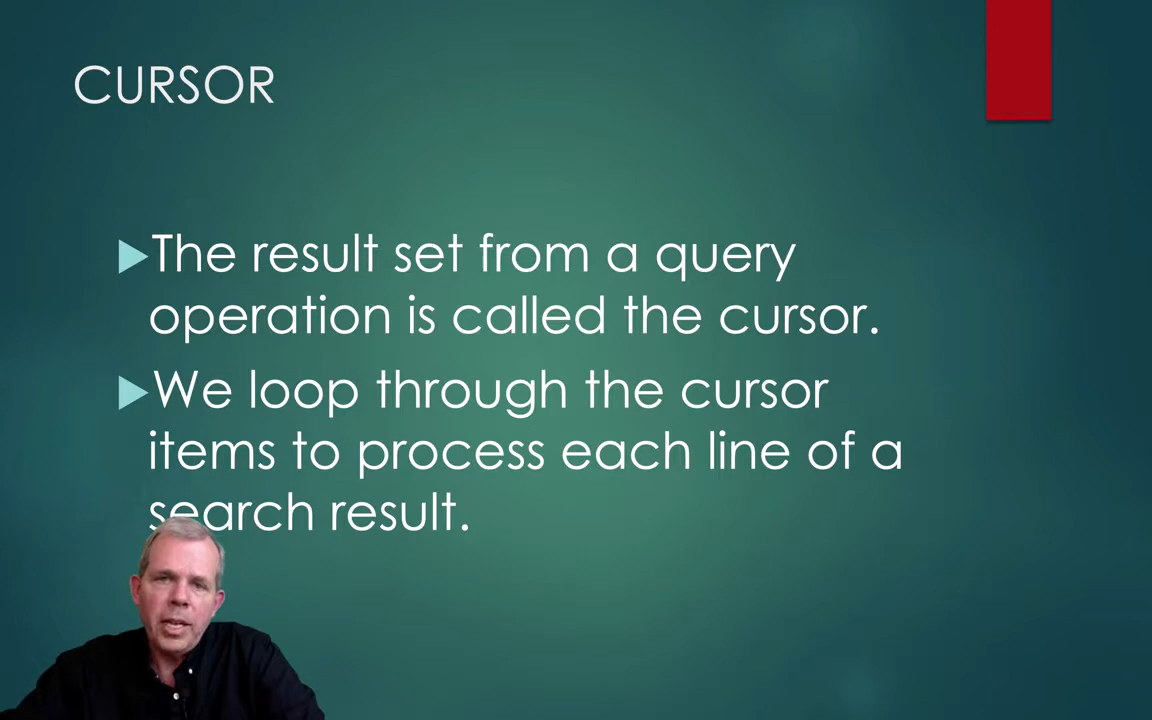 CURSOR
The result set from a query
operation is called the cursor.
We loop through the cursor
items to process each line of a
search result.